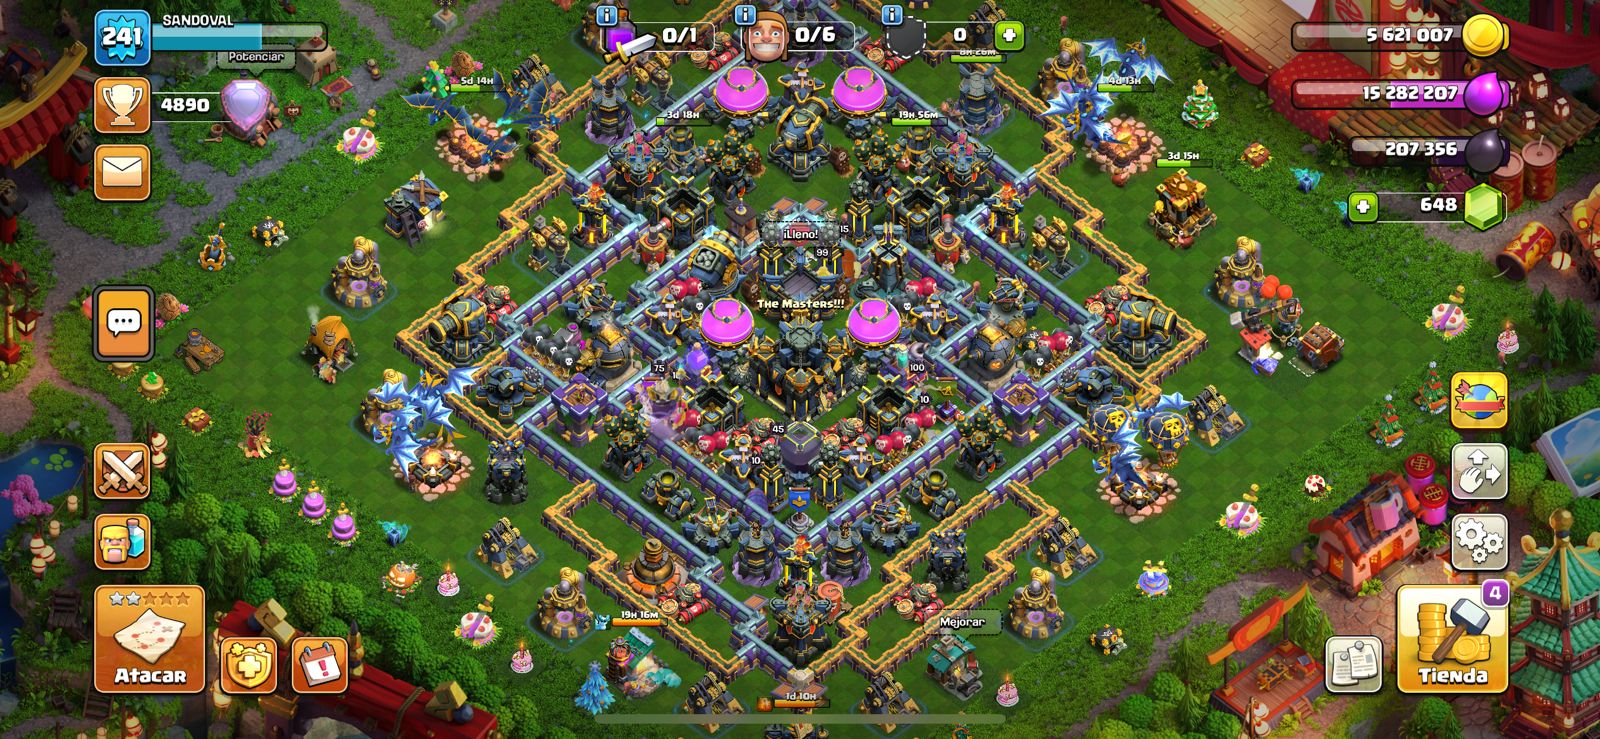 241
SANDOVAL
Potenciar
4890
0/1
0/6
0
8h 26m
5 621 007
15 282 207
207 356
648
5d 14h
3d 18h
19h 56m
4d 13h
3d 15h
¡Lleno!
15
99
The Masters!!!
75
100
10
45
10
19h 16m
Mejorar
1d 10h
Atacar
4
Tienda